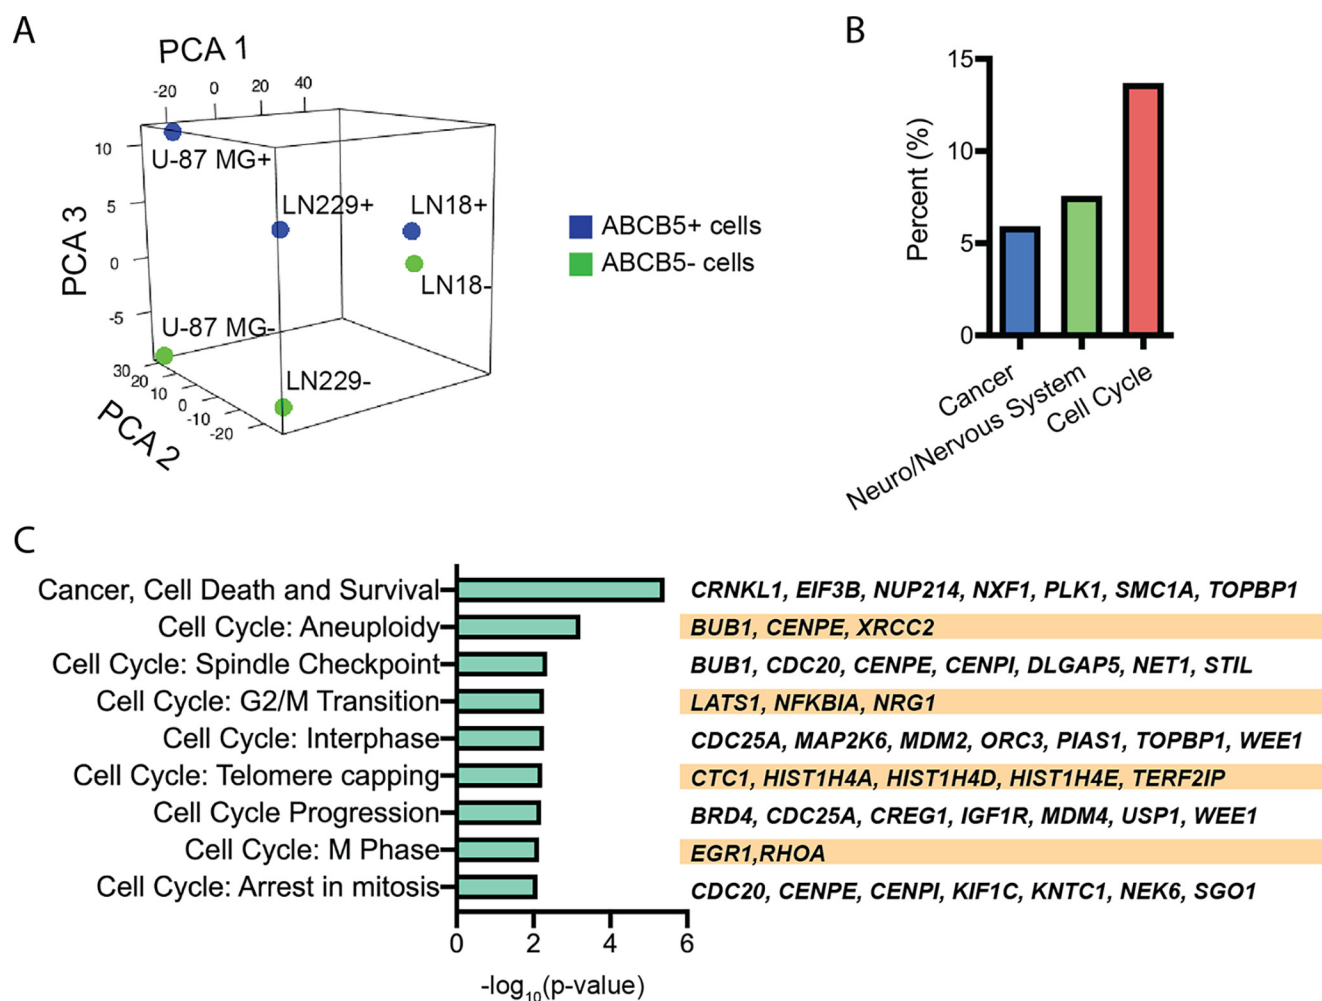 A
PCA 1
-20 0 20 40
10
5
0
-5
PCA 3
U-87 MG+
LN229+
LN18+
LN18-
U-87 MG-
LN229-
30
20
10
0
-10
-20
PCA 2
ABCB5+ cells
ABCB5- cells
B
15
10
5
0
Percent (%)
Cancer
Neuro/Nervous System
Cell Cycle
C
Cancer, Cell Death and Survival CRNKL1, EIF3B, NUP214, NXF1, PLK1, SMC1A, TOPBP1
Cell Cycle: Aneuploidy BUB1, CENPE, XRCC2
Cell Cycle: Spindle Checkpoint BUB1, CDC20, CENPE, CENPI, DLGAP5, NET1, STIL
Cell Cycle: G2/M Transition LATS1, NFKBIA, NRG1
Cell Cycle: Interphase CDC25A, MAP2K6, MDM2, ORC3, PIAS1, TOPBP1, WEE1
Cell Cycle: Telomere capping CTC1, HIST1H4A, HIST1H4D, HIST1H4E, TERF2IP
Cell Cycle Progression BRD4, CDC25A, CREG1, IGF1R, MDM4, USP1, WEE1
Cell Cycle: M Phase EGR1,RHOA
Cell Cycle: Arrest in mitosis CDC20, CENPE, CENPI, KIF1C, KNTC1, NEK6, SGO1
0 2 4 6
-log10(p-value)